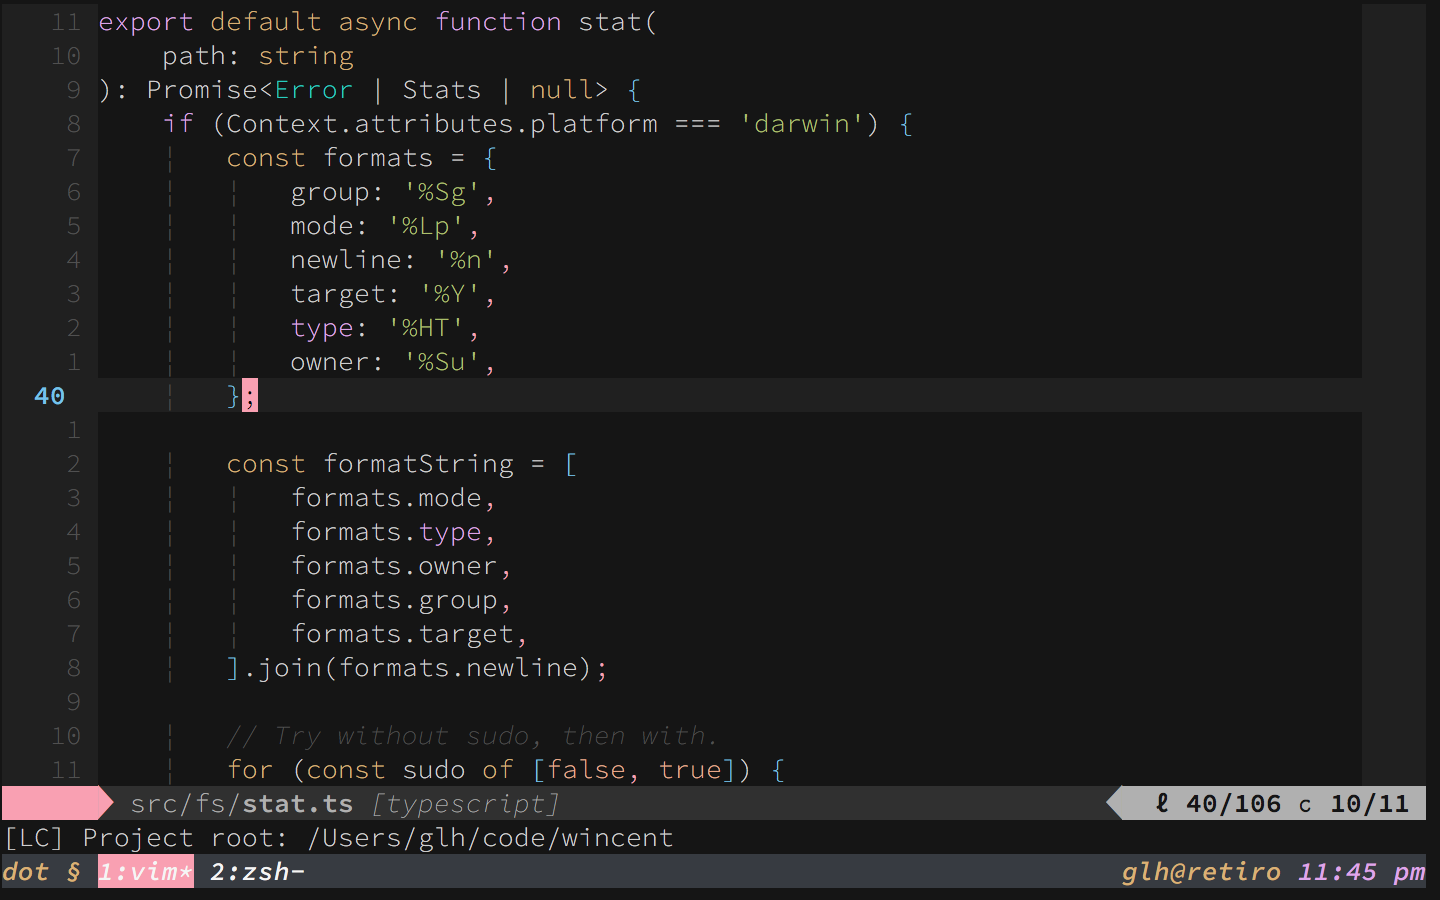 11 export default async function stat(
10     path: string
9 ): Promise<Error | Stats | null> {
8     if (Context.attributes.platform === 'darwin') {
7     ¦   const formats = {
6     ¦   ¦   group: '%Sg',
5     ¦   ¦   mode: '%Lp',
4     ¦   ¦   newline: '%n',
3     ¦   ¦   target: '%Y',
2     ¦   ¦   type: '%HT',
1     ¦   ¦   owner: '%Su',
40     ¦   };
1
2     ¦   const formatString = [
3     ¦   ¦   formats.mode,
4     ¦   ¦   formats.type,
5     ¦   ¦   formats.owner,
6     ¦   ¦   formats.group,
7     ¦   ¦   formats.target,
8     ¦   ].join(formats.newline);
9
10     ¦   // Try without sudo, then with.
11     ¦   for (const sudo of [false, true]) {
src/fs/stat.ts [typescript] ℓ 40/106 c 10/11
[LC] Project root: /Users/glh/code/wincent
dot § 1:vim* 2:zsh- glh@retiro 11:45 pm